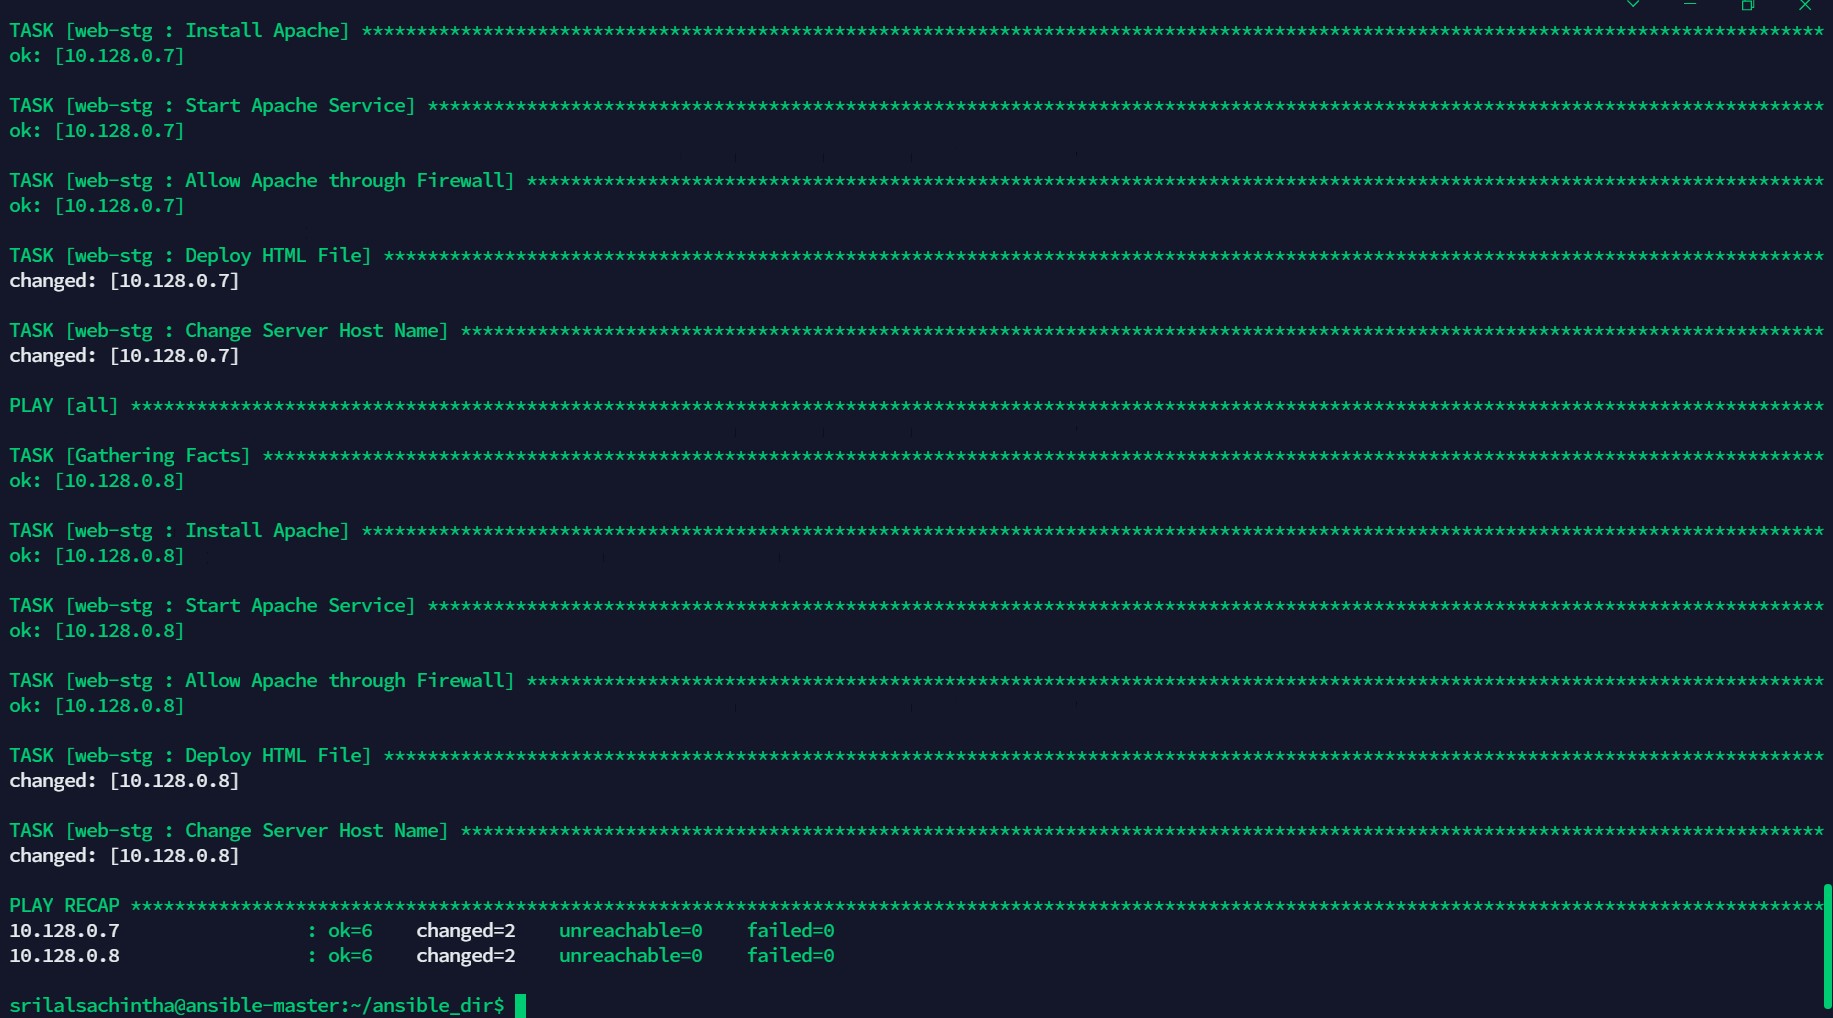 TASK [web-stg : Install Apache] *************************************************************************************************************************************
ok: [10.128.0.7]
TASK [web-stg : Start Apache Service] *******************************************************************************************************************************
ok: [10.128.0.7]
TASK [web-stg : Allow Apache through Firewall] **********************************************************************************************************************
ok: [10.128.0.7]
TASK [web-stg : Deploy HTML File] ***********************************************************************************************************************************
changed: [10.128.0.7]
TASK [web-stg : Change Server Host Name] ****************************************************************************************************************************
changed: [10.128.0.7]
PLAY [all] **********************************************************************************************************************************************************
TASK [Gathering Facts] **********************************************************************************************************************************************
ok: [10.128.0.8]
TASK [web-stg : Install Apache] *************************************************************************************************************************************
ok: [10.128.0.8]
TASK [web-stg : Start Apache Service] *******************************************************************************************************************************
ok: [10.128.0.8]
TASK [web-stg : Allow Apache through Firewall] **********************************************************************************************************************
ok: [10.128.0.8]
TASK [web-stg : Deploy HTML File] ***********************************************************************************************************************************
changed: [10.128.0.8]
TASK [web-stg : Change Server Host Name] ****************************************************************************************************************************
changed: [10.128.0.8]
PLAY RECAP **********************************************************************************************************************************************************
10.128.0.7                 : ok=6    changed=2    unreachable=0    failed=0
10.128.0.8                 : ok=6    changed=2    unreachable=0    failed=0
srilalsachintha@ansible-master:~/ansible_dir$